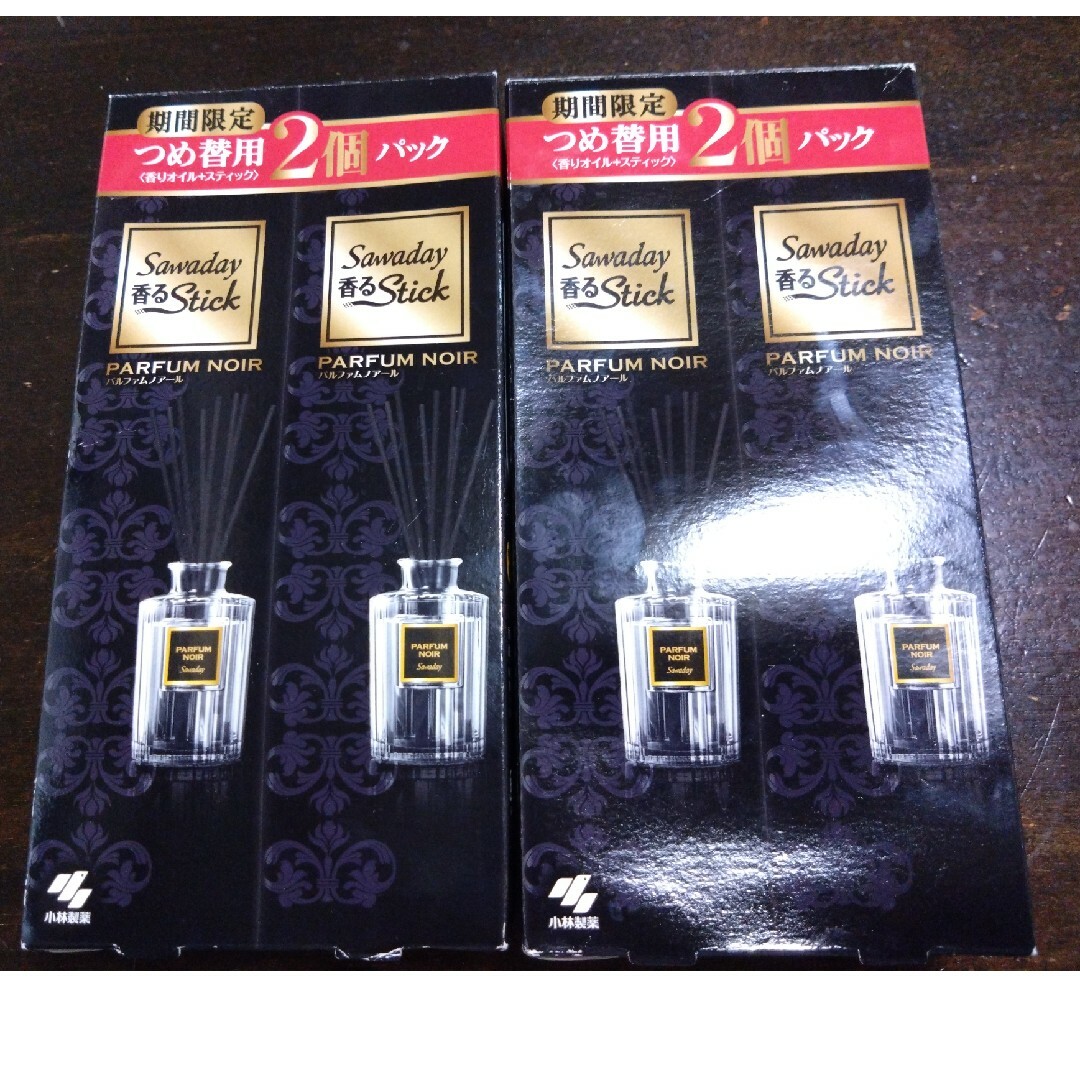 期間限定
つめ替用
〈香りオイル+スティック〉
2個
パック
Sawaday
香るStick
PARFUM NOIR
パルファムノアール
Sawaday
香るStick
PARFUM NOIR
パルファムノアール
PARFUM
NOIR
Sawaday
PARFUM
NOIR
Sawaday
小林製薬
期間限定
つめ替用
〈香りオイル+スティック〉
2個
パック
Sawaday
香るStick
PARFUM NOIR
パルファムノアール
Sawaday
香るStick
PARFUM NOIR
パルファムノアール
PARFUM
NOIR
Sawaday
PARFUM
NOIR
Sawaday
小林製薬